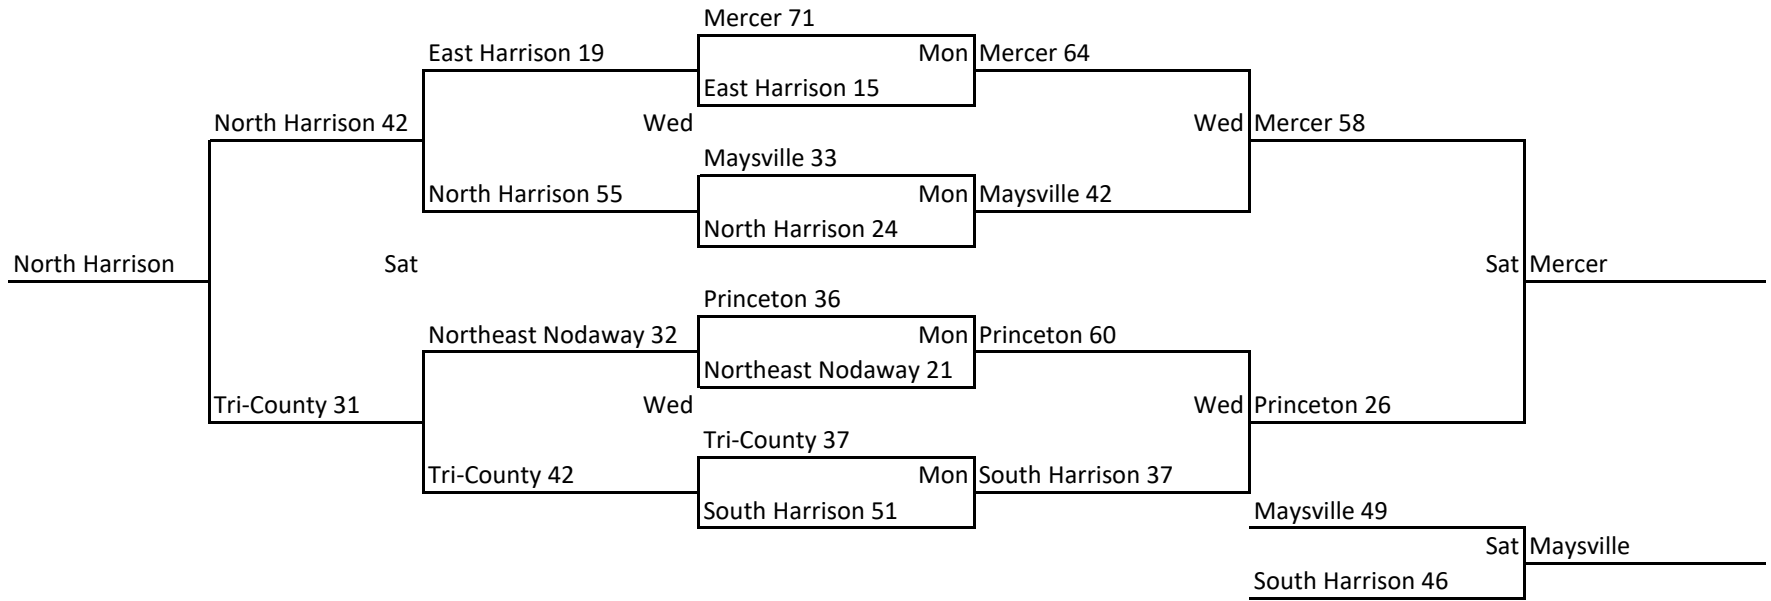 Mercer 71
East Harrison 19
Mon
Mercer 64
East Harrison 15
North Harrison 42
Wed
Wed
Mercer 58
Maysville 33
North Harrison 55
Mon
Maysville 42
North Harrison 24
North Harrison
Sat
Sat
Mercer
Princeton 36
Northeast Nodaway 32
Mon
Princeton 60
Northeast Nodaway 21
Tri-County 31
Wed
Wed
Princeton 26
Tri-County 37
Tri-County 42
Mon
South Harrison 37
South Harrison 51
Maysville 49
Sat
Maysville
South Harrison 46